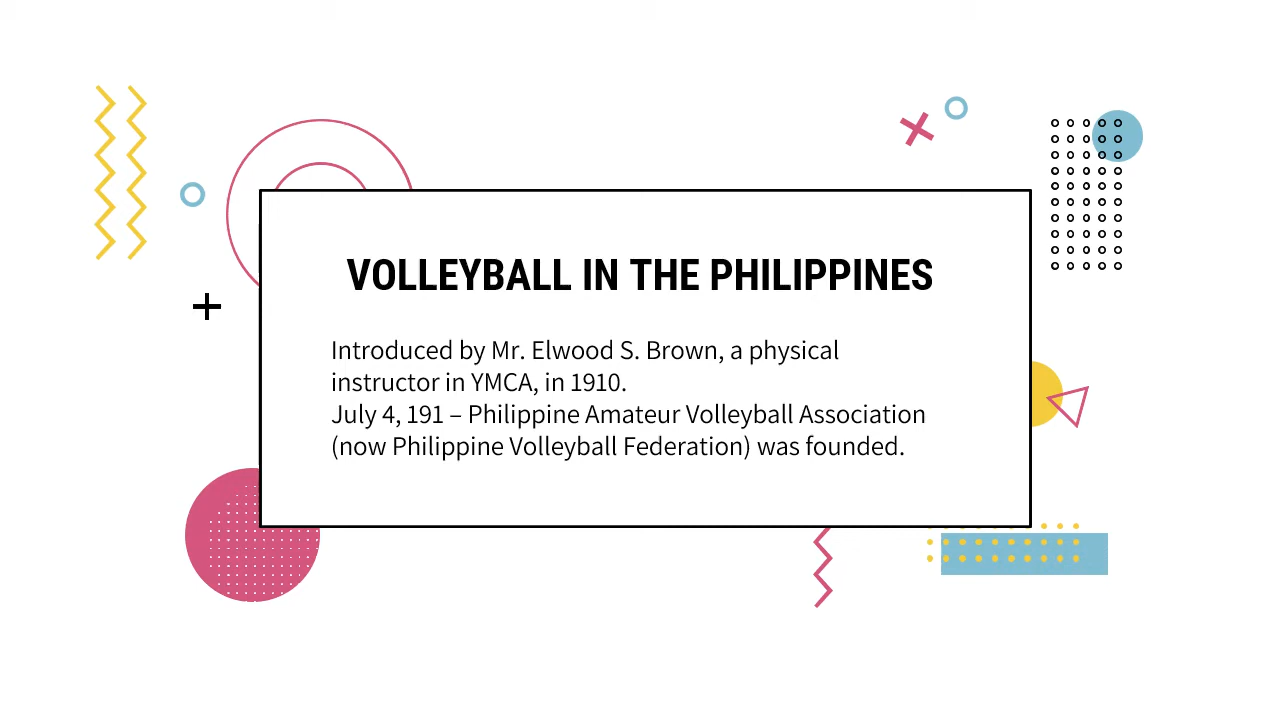 VOLLEYBALL IN THE PHILIPPINES
Introduced by Mr. Elwood S. Brown, a physical
instructor in YMCA, in 1910.
July 4, 191 – Philippine Amateur Volleyball Association
(now Philippine Volleyball Federation) was founded.